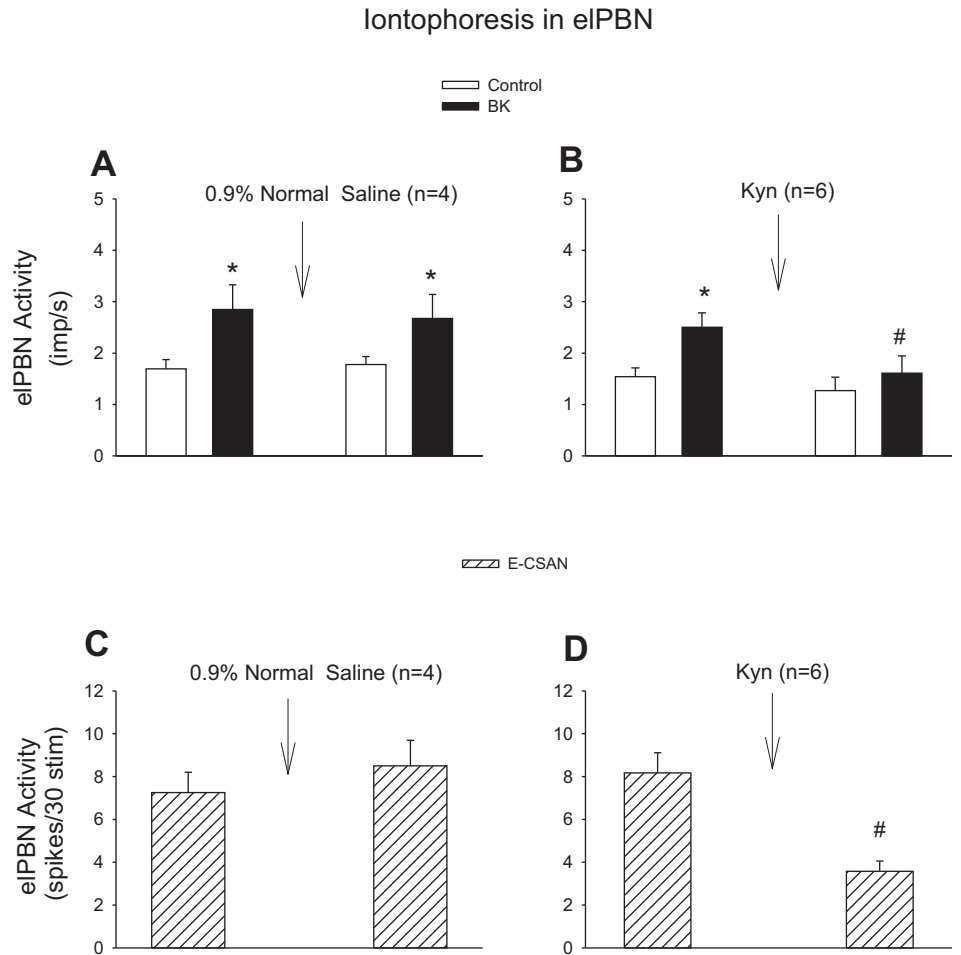 Iontophoresis in elPBN
Control
BK
A
0.9% Normal Saline (n=4)
5
4
3
2
1
0
*
*
elPBN Activity
(imp/s)
B
Kyn (n=6)
5
4
3
2
1
0
*
#
E-CSAN
C
0.9% Normal Saline (n=4)
12
10
8
6
4
2
0
elPBN Activity
(spikes/30 stim)
D
Kyn (n=6)
12
10
8
6
4
2
0
#